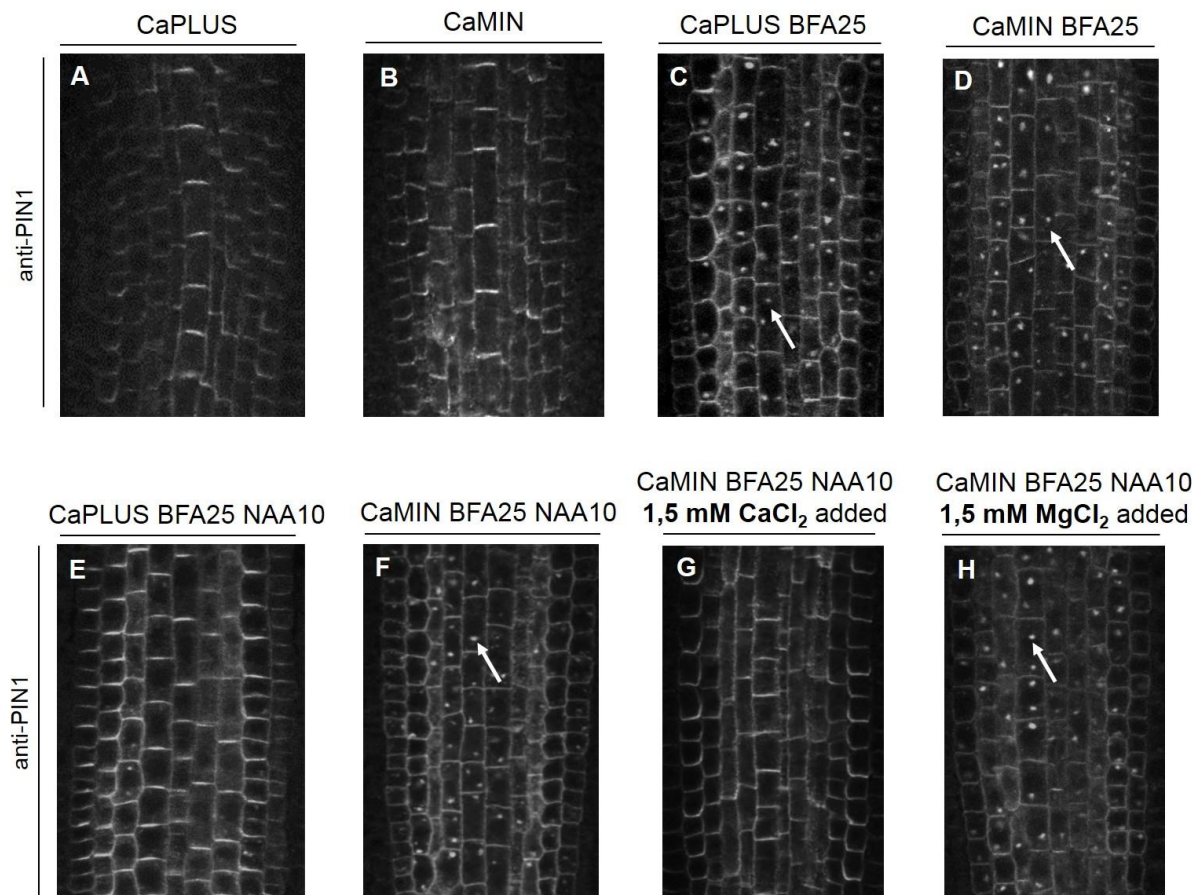 CaPLUS
CaMIN
CaPLUS BFA25
CaMIN BFA25
anti-PIN1
A
B
C
D
CaPLUS BFA25 NAA10
CaMIN BFA25 NAA10
CaMIN BFA25 NAA10
1,5 mM CaCl₂ added
CaMIN BFA25 NAA10
1,5 mM MgCl₂ added
anti-PIN1
E
F
G
H